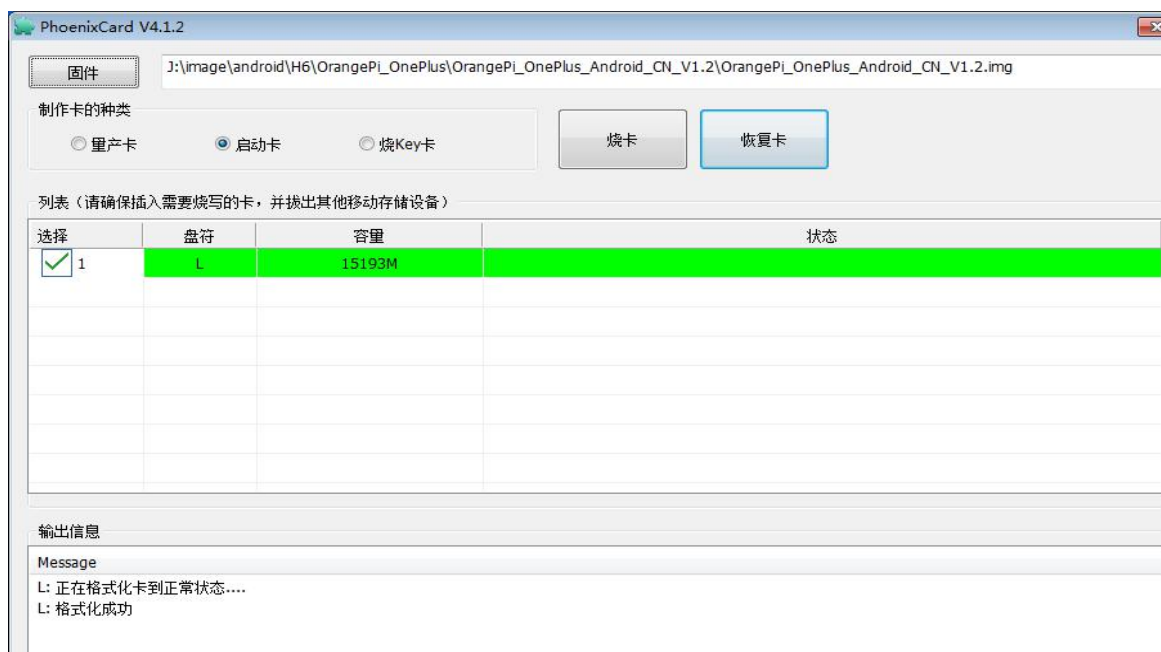 PhoenixCard V4.1.2
固件 J:\image\android\H6\OrangePi_OnePlus\OrangePi_OnePlus_Android_CN_V1.2\OrangePi_OnePlus_Android_CN_V1.2.img
制作卡的种类
量产卡 启动卡 烧Key卡 烧卡 恢复卡
列表（请确保插入需要烧写的卡，并拔出其他移动存储设备）
选择 盘符 容量 状态
1 L 15193M
输出信息
Message
L: 正在格式化卡到正常状态....
L: 格式化成功